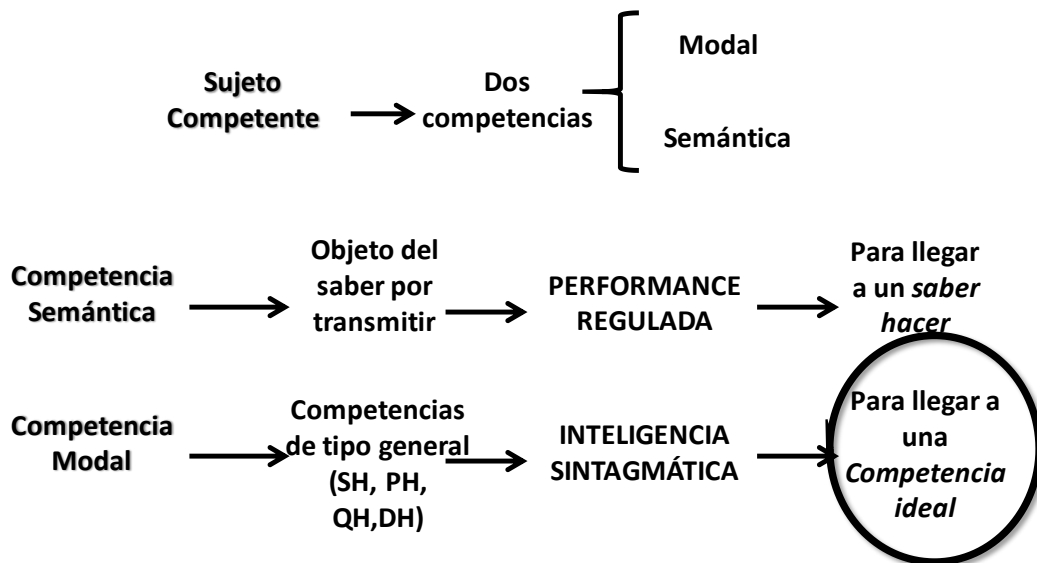 Modal
Sujeto
Competente
Dos
competencias
Semántica
Competencia
Semántica
Objeto del
saber por
transmitir
PERFORMANCE
REGULADA
Para llegar
a un saber
hacer
Competencia
Modal
Competencias
de tipo general
(SH, PH,
QH,DH)
INTELIGENCIA
SINTAGMÁTICA
Para llegar a
una
Competencia
ideal